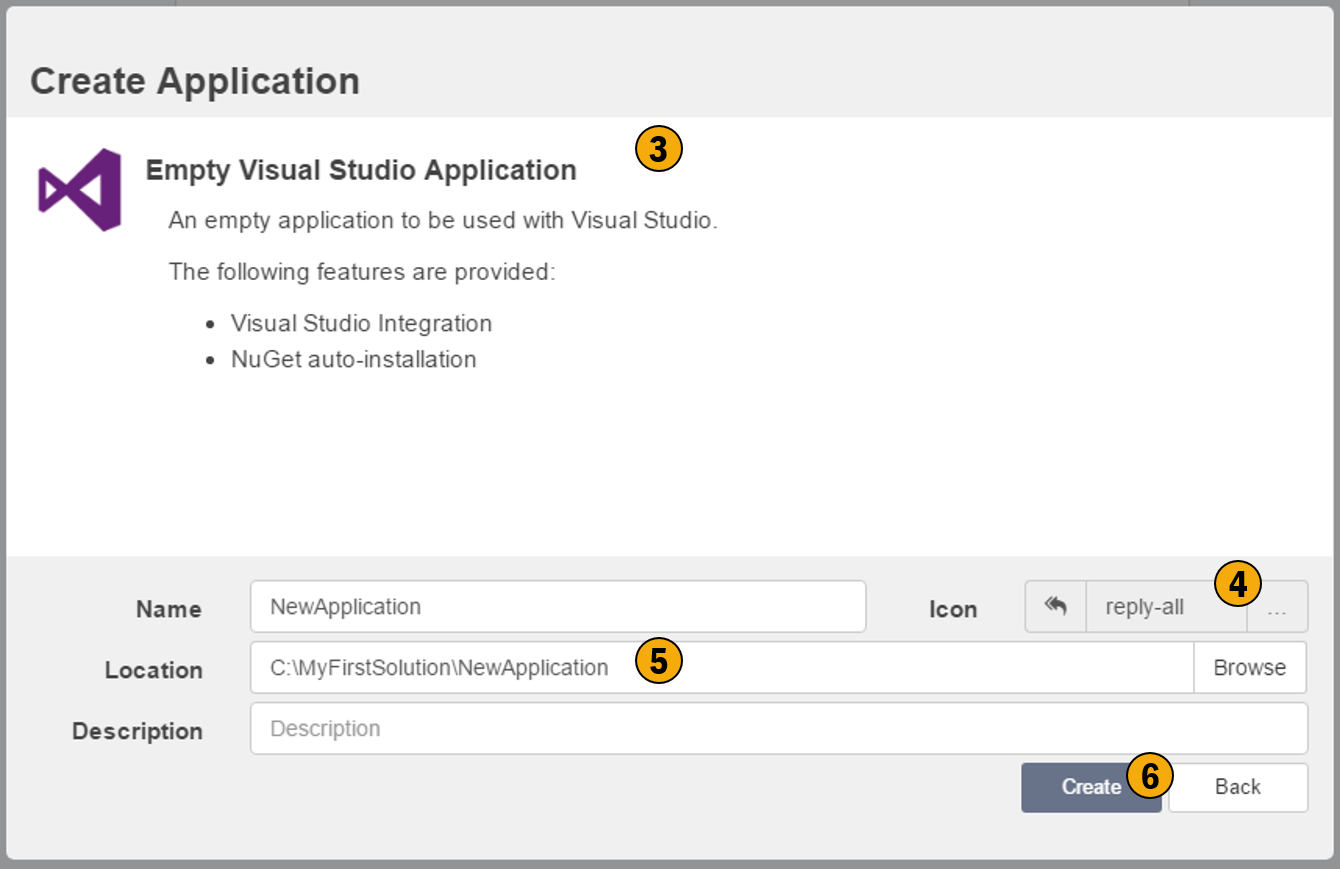 Create Application
3
Empty Visual Studio Application
An empty application to be used with Visual Studio.
The following features are provided:
• Visual Studio Integration
• NuGet auto-installation
4
Name NewApplication Icon reply-all ...
Location C:\MyFirstSolution\NewApplication 5 Browse
Description Description
Create 6 Back